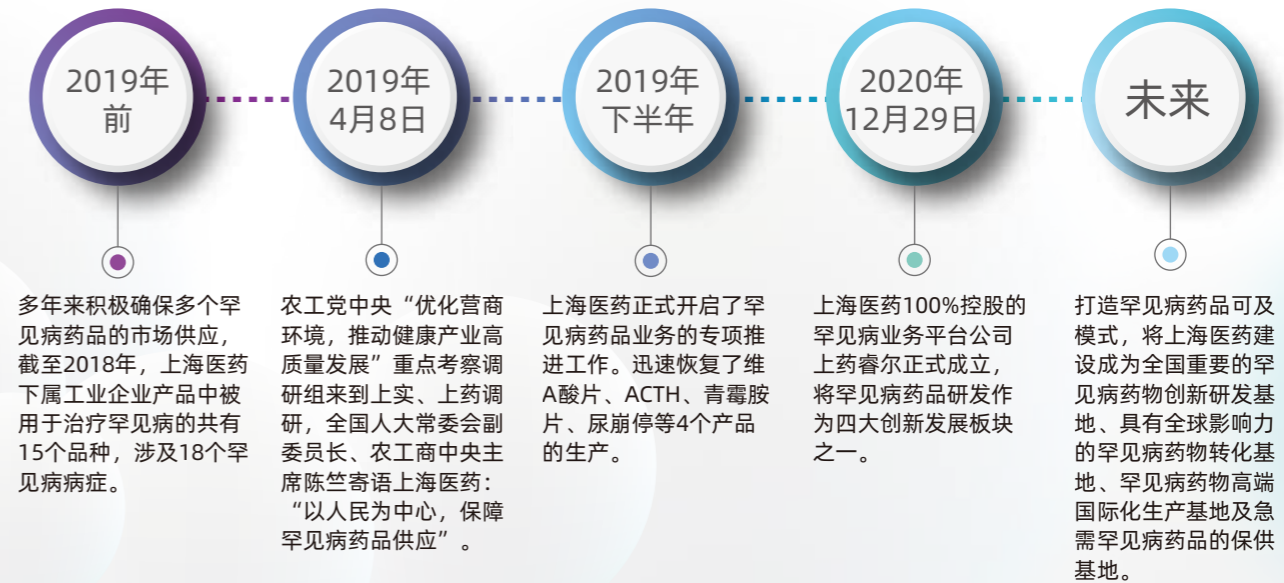 2019年
前
2019年
4月8日
2019年
下半年
2020年
12月29日
未来
多年来积极确保多个罕
见病药品的市场供应，
截至2018年，上海医药
下属工业企业产品中被
用于治疗罕见病的共有
15个品种，涉及18个罕
见病病症。
农工党中央“优化营商
环境，推动健康产业高
质量发展”重点考察调
研组来到上实、上药调
研，全国人大常委会副
委员长、农工商中央主
席陈竺寄语上海医药：
“以人民为中心，保障
罕见病药品供应”。
上海医药正式开启了罕
见病药品业务的专项推
进工作。迅速恢复了维
A酸片、ACTH、青霉胺
片、尿崩停等4个产品
的生产。
上海医药100%控股的
罕见病业务平台公司
上药睿尔正式成立，
将罕见病药品研发作
为四大创新发展板块
之一。
打造罕见病药品可及
模式，将上海医药建
设成为全国重要的罕
见病药物创新研发基
地、具有全球影响力
的罕见病药物转化基
地、罕见病药物高端
国际化生产基地及急
需罕见病药品的保供
基地。